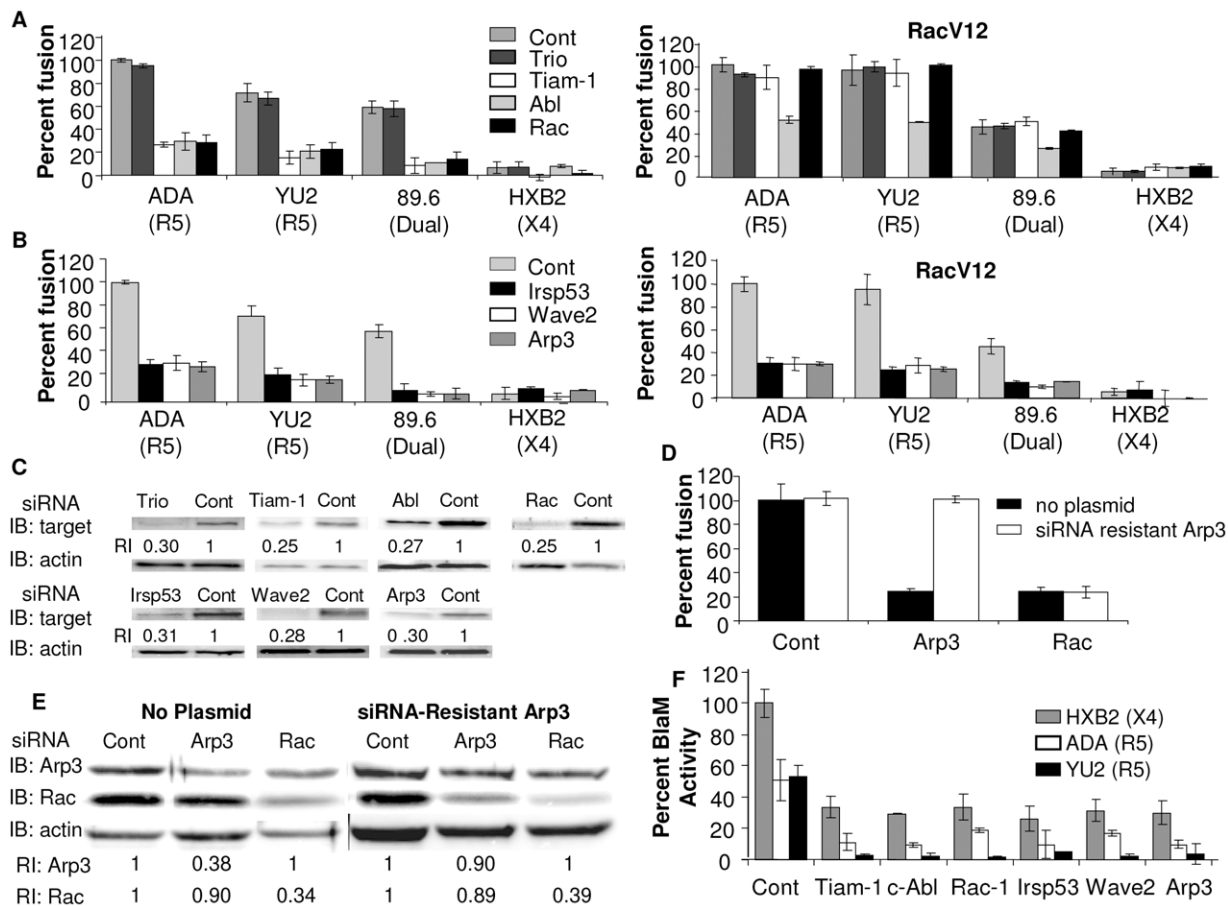 A
Percent fusion
120
100
80
60
40
20
0
Cont
Trio
Tiam-1
Abl
Rac
ADA
(R5)
YU2
(R5)
89.6
(Dual)
HXB2
(X4)
RacV12
Percent fusion
120
100
80
60
40
20
0
ADA
(R5)
YU2
(R5)
89.6
(Dual)
HXB2
(X4)
B
Percent fusion
120
100
80
60
40
20
0
Cont
Irsp53
Wave2
Arp3
ADA
(R5)
YU2
(R5)
89.6
(Dual)
HXB2
(X4)
RacV12
Percent fusion
120
100
80
60
40
20
0
ADA
(R5)
YU2
(R5)
89.6
(Dual)
HXB2
(X4)
C
siRNA Trio Cont Tiam-1 Cont Abl Cont Rac Cont
IB: target
RI 0.30 1 0.25 1 0.27 1 0.25 1
IB: actin
siRNA Irsp53 Cont Wave2 Cont Arp3 Cont
IB: target
RI 0.31 1 0.28 1 0.30 1
IB: actin
D
Percent fusion
120
100
80
60
40
20
0
no plasmid
siRNA resistant Arp3
Cont Arp3 Rac
E
No Plasmid siRNA-Resistant Arp3
siRNA Cont Arp3 Rac Cont Arp3 Rac
IB: Arp3
IB: Rac
IB: actin
RI: Arp3 1 0.38 1 1 0.90 1
RI: Rac 1 0.90 0.34 1 0.89 0.39
F
Percent BlaM
Activity
120
100
80
60
40
20
0
HXB2 (X4)
ADA (R5)
YU2 (R5)
Cont Tiam-1 c-Abl Rac-1 Irsp53 Wave2 Arp3